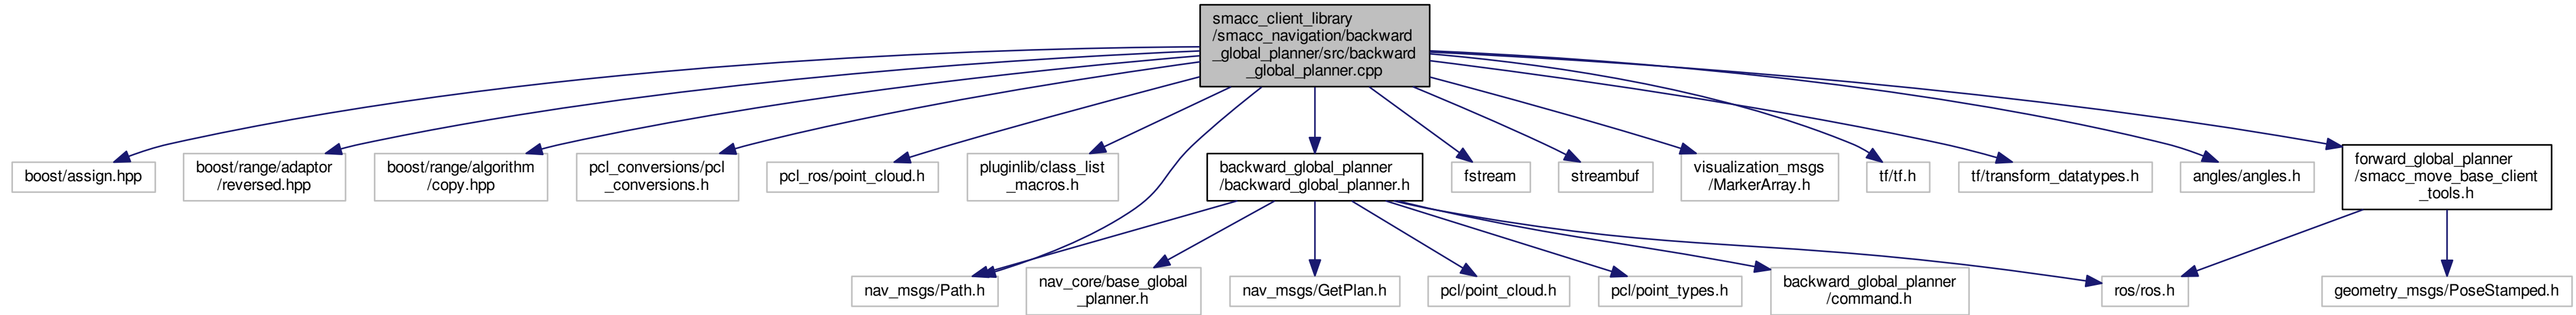 smacc_client_library
/smacc_navigation/backward
_global_planner/src/backward
_global_planner.cpp
boost/assign.hpp
boost/range/adaptor
/reversed.hpp
boost/range/algorithm
/copy.hpp
pcl_conversions/pcl
_conversions.h
pcl_ros/point_cloud.h
pluginlib/class_list
_macros.h
backward_global_planner
/backward_global_planner.h
fstream
streambuf
visualization_msgs
/MarkerArray.h
tf/tf.h
tf/transform_datatypes.h
angles/angles.h
forward_global_planner
/smacc_move_base_client
_tools.h
nav_msgs/Path.h
nav_core/base_global
_planner.h
nav_msgs/GetPlan.h
pcl/point_cloud.h
pcl/point_types.h
backward_global_planner
/command.h
ros/ros.h
geometry_msgs/PoseStamped.h